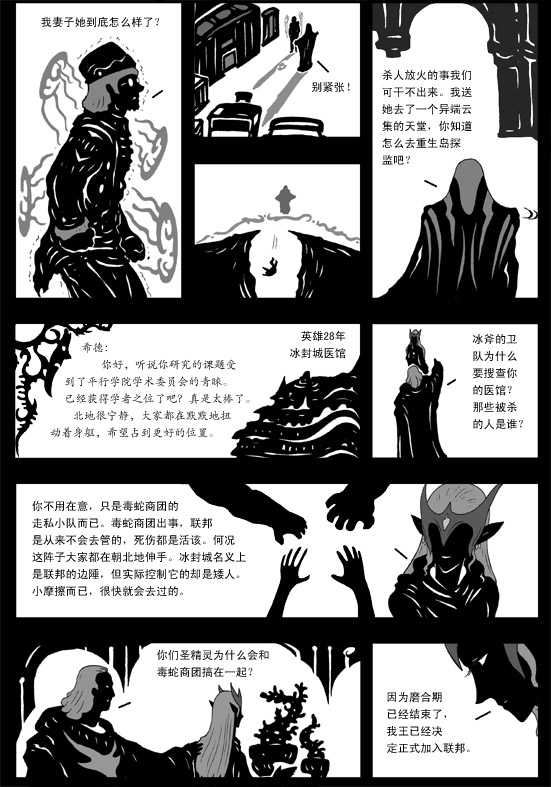 我妻子她到底怎么样了?
别紧张!
杀人放火的事我们
可干不出来。我送
她去了一个异端云
集的天堂,你知道
怎么去重生岛探
监吧?
希德:
你好,听说你研究的课题受
到了平行学院学术委员会的青睐。
已经获得学者之位了吧?真是太棒了。
北地很宁静,大家都在默默地扭
动着身躯,希望占到更好的位置。
英雄28年
冰封城医馆
冰斧的卫
队为什么
要搜查你
的医馆?
那些被杀
的人是谁?
你不用在意,只是毒蛇商团的
走私小队而已。毒蛇商团出事,联邦
是从来不会去管的,死伤都是活该。何况
这阵子大家都在朝北地伸手。冰封城名义上
是联邦的边陲,但实际控制它的却是矮人。
小摩擦而已,很快就会去过的。
你们圣精灵为什么会和
毒蛇商团搞在一起?
因为磨合期
已经结束了,
我王已经决
定正式加入联邦。